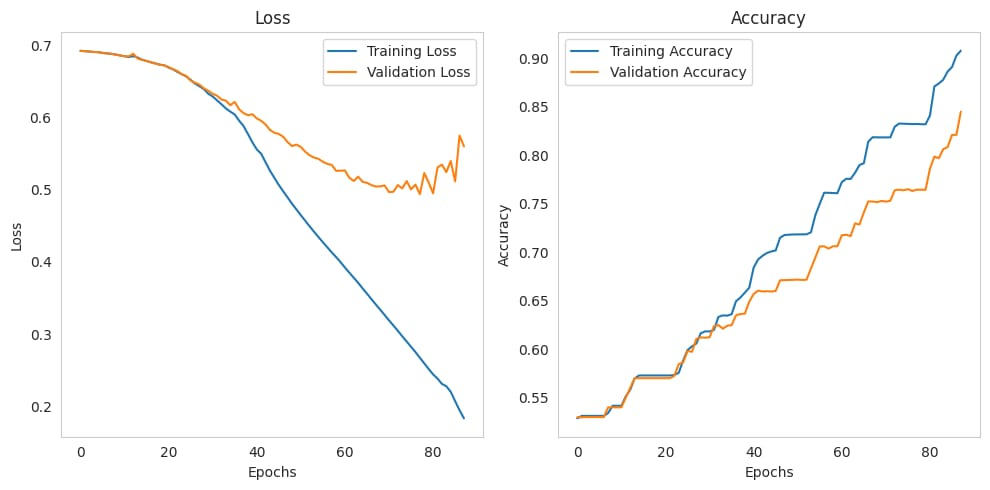 Loss
Training Loss
Validation Loss
0.7
0.6
0.5
0.4
0.3
0.2
Loss
0
20
40
60
80
Epochs
Accuracy
Training Accuracy
Validation Accuracy
0.90
0.85
0.80
0.75
0.70
0.65
0.60
0.55
Accuracy
0
20
40
60
80
Epochs